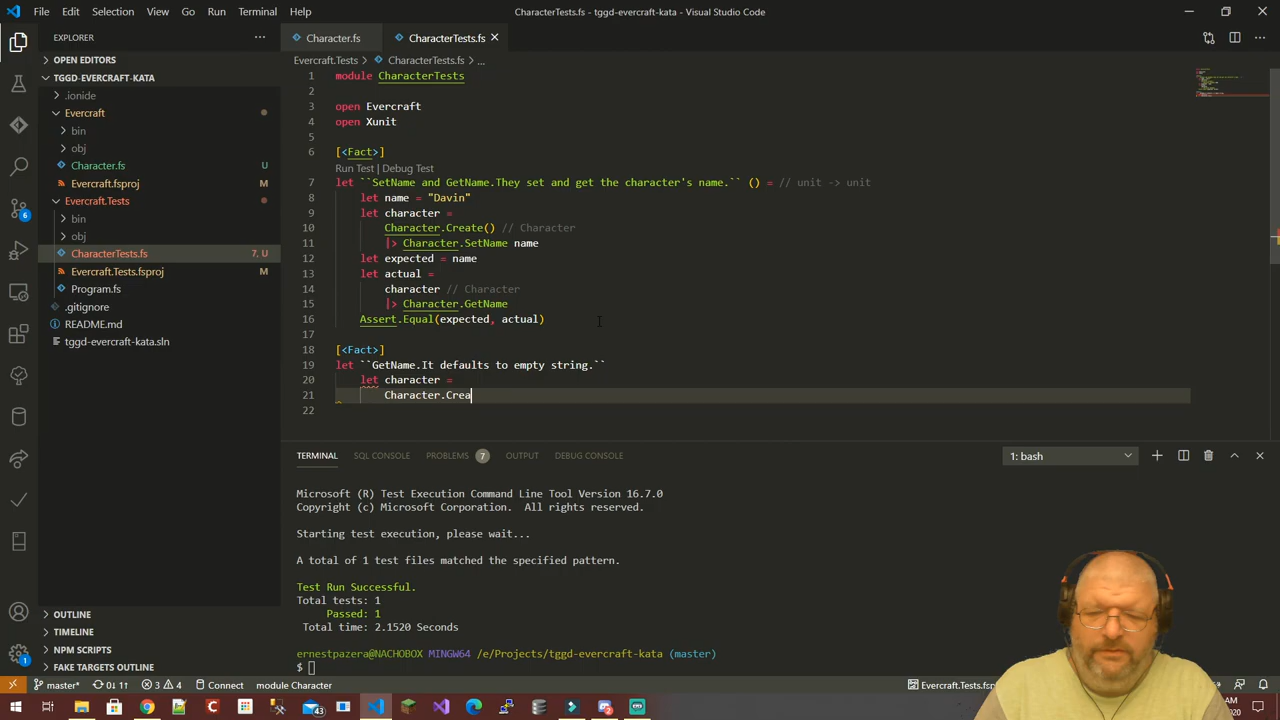 File Edit Selection View Go Run Terminal Help
CharacterTests.fs - tggd-evercraft-kata - Visual Studio Code
EXPLORER
Character.fs
CharacterTests.fs
OPEN EDITORS
Evercraft.Tests > CharacterTests.fs > ...
TGGD-EVERCRAFT-KATA
.ionide
Evercraft
bin
obj
Character.fs U
Evercraft.fsproj M
Evercraft.Tests
bin
obj
CharacterTests.fs 7, U
Evercraft.Tests.fsproj M
Program.fs
.gitignore
README.md
tggd-evercraft-kata.sln
OUTLINE
TIMELINE
NPM SCRIPTS
FAKE TARGETS OUTLINE
6
1
1 module CharacterTests
2
3 open Evercraft
4 open Xunit
5
6 [<Fact>]
Run Test | Debug Test
7 let ``SetName and GetName.They set and get the character's name.`` () = // unit -> unit
8 let name = "Davin"
9 let character =
10 Character.Create() // Character
11 |> Character.SetName name
12 let expected = name
13 let actual =
14 character // Character
15 |> Character.GetName
16 Assert.Equal(expected, actual)
17
18 [<Fact>]
19 let ``GetName.It defaults to empty string.``
20 let character =
21 Character.Crea
22
TERMINAL SQL CONSOLE PROBLEMS 7 OUTPUT DEBUG CONSOLE
1: bash
Microsoft (R) Test Execution Command Line Tool Version 16.7.0
Copyright (c) Microsoft Corporation. All rights reserved.
Starting test execution, please wait...
A total of 1 test files matched the specified pattern.
Test Run Successful.
Total tests: 1
Passed: 1
Total time: 2.1520 Seconds
ernestpazera@NACHOBOX MINGW64 /e/Projects/tggd-evercraft-kata (master)
$
master* 0↓ 1↑ 3 4 Connect module Character
Evercraft.Tests.fsp
43